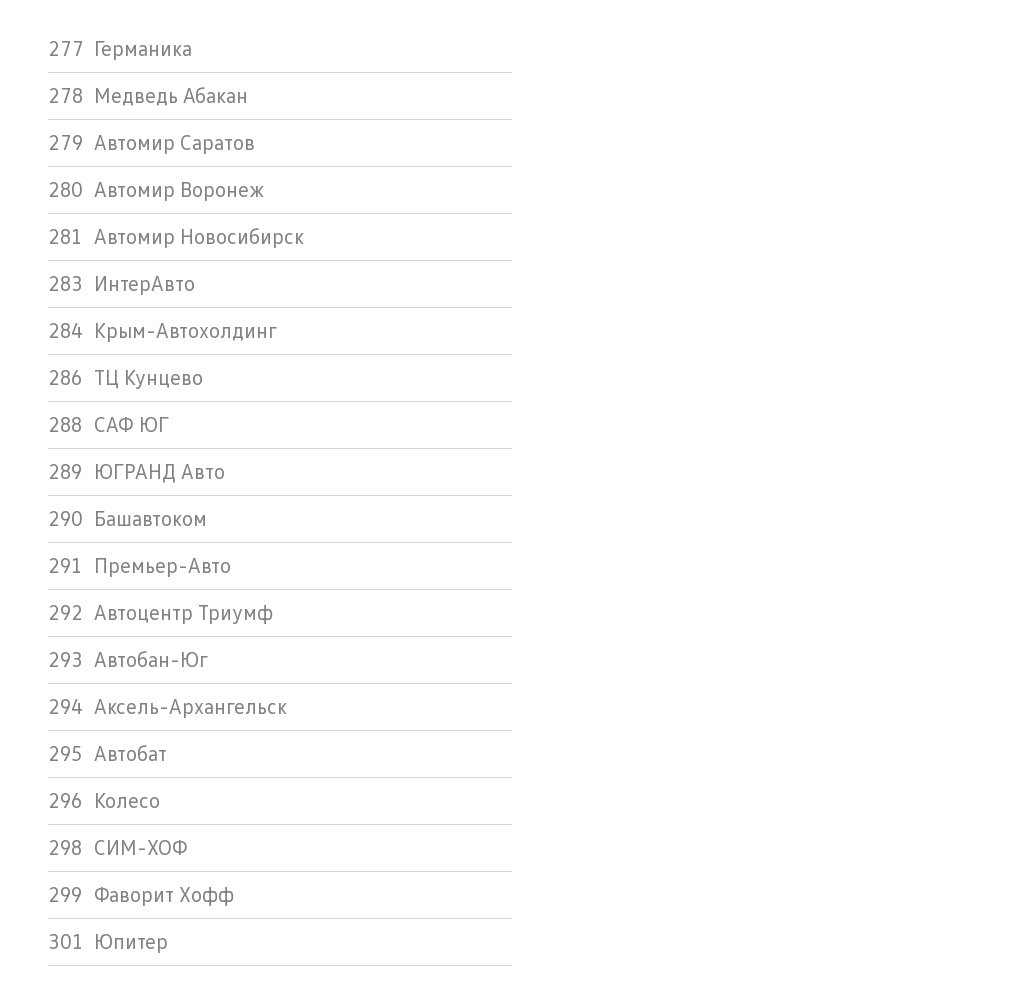 277 Германика
278 Медведь Абакан
279 Автомир Саратов
280 Автомир Воронеж
281 Автомир Новосибирск
283 ИнтерАвто
284 Крым-Автохолдинг
286 ТЦ Кунцево
288 САФ ЮГ
289 ЮГРАНД Авто
290 Башавтоком
291 Премьер-Авто
292 Автоцентр Триумф
293 Автобан-Юг
294 Аксель-Архангельск
295 Автобат
296 Колесо
298 СИМ-ХОФ
299 Фаворит Хофф
301 Юпитер